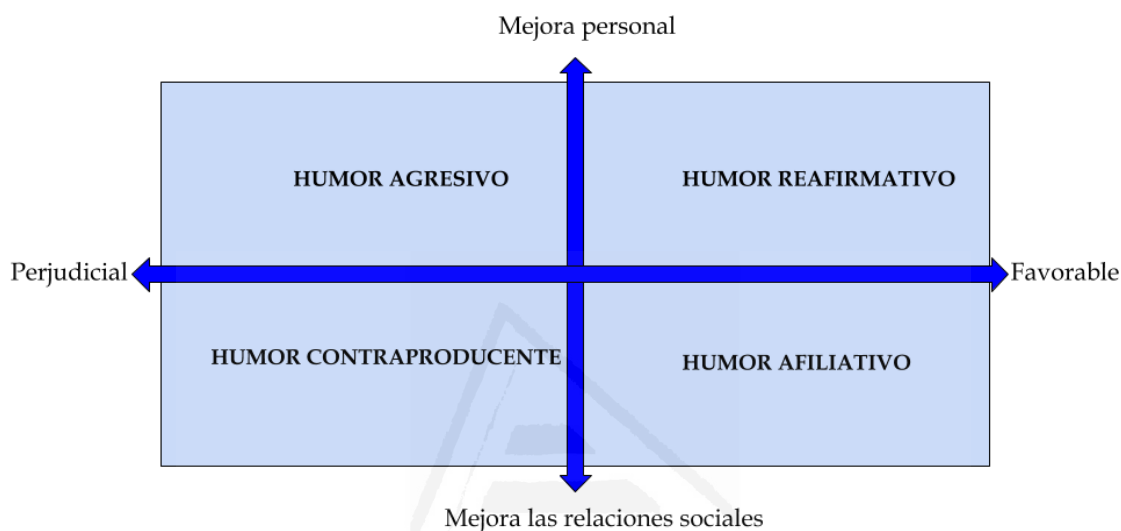 Mejora personal
HUMOR AGRESIVO
HUMOR REAFIRMATIVO
Perjudicial
Favorable
HUMOR CONTRAPRODUCENTE
HUMOR AFILIATIVO
Mejora las relaciones sociales